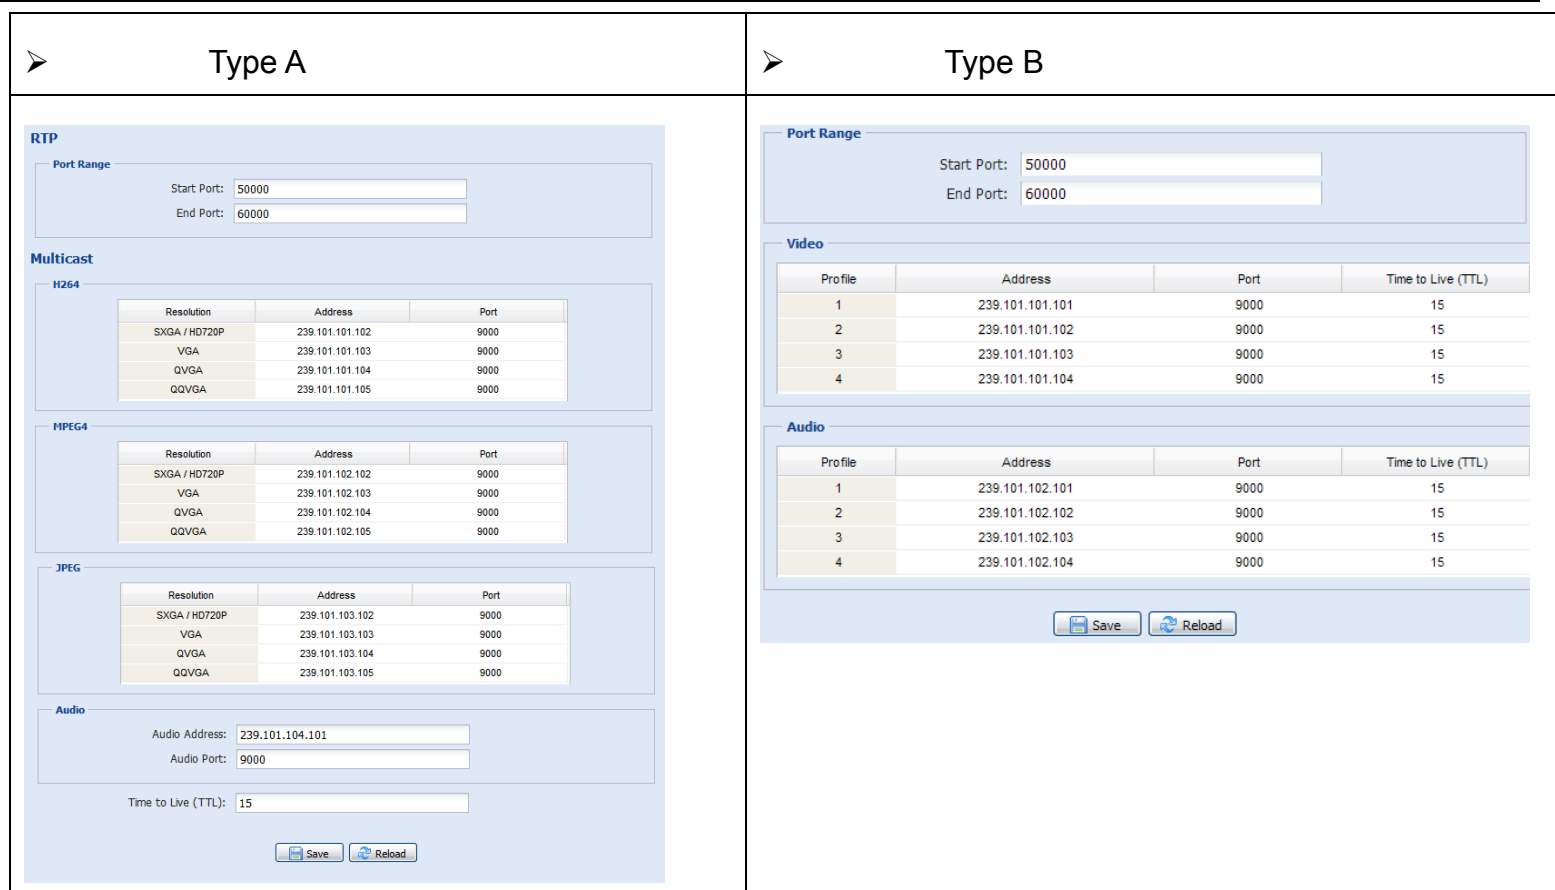 ➢ Type A
RTP
Port Range
Start Port: 50000
End Port: 60000
Multicast
H264
Resolution Address Port
SXGA / HD720P 239.101.101.102 9000
VGA 239.101.101.103 9000
QVGA 239.101.101.104 9000
QQVGA 239.101.101.105 9000
MPEG4
Resolution Address Port
SXGA / HD720P 239.101.102.102 9000
VGA 239.101.102.103 9000
QVGA 239.101.102.104 9000
QQVGA 239.101.102.105 9000
JPEG
Resolution Address Port
SXGA / HD720P 239.101.103.102 9000
VGA 239.101.103.103 9000
QVGA 239.101.103.104 9000
QQVGA 239.101.103.105 9000
Audio
Audio Address: 239.101.104.101
Audio Port: 9000
Time to Live (TTL): 15
Save Reload
➢ Type B
Port Range
Start Port: 50000
End Port: 60000
Video
Profile Address Port Time to Live (TTL)
1 239.101.101.101 9000 15
2 239.101.101.102 9000 15
3 239.101.101.103 9000 15
4 239.101.101.104 9000 15
Audio
Profile Address Port Time to Live (TTL)
1 239.101.102.101 9000 15
2 239.101.102.102 9000 15
3 239.101.102.103 9000 15
4 239.101.102.104 9000 15
Save Reload